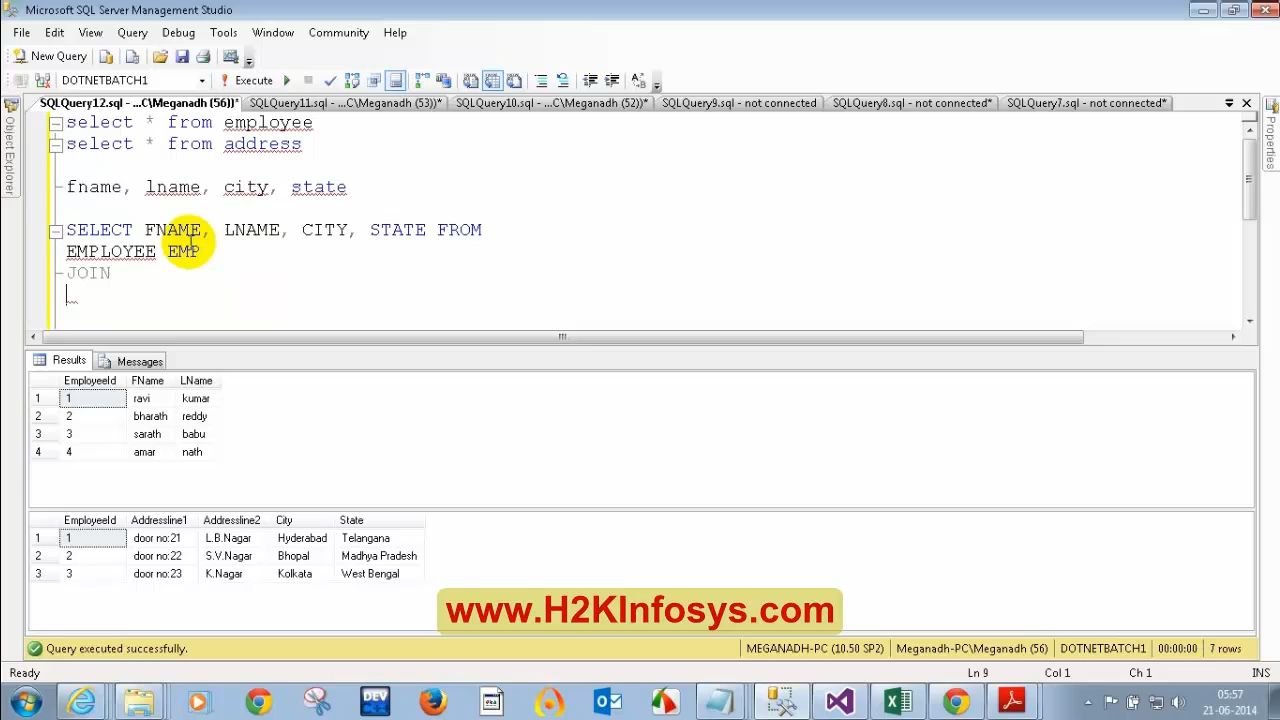 Microsoft SQL Server Management Studio
File Edit View Query Debug Tools Window Community Help
New Query
DOTNETBATCH1 Execute
SQLQuery12.sql - ...C\Meganadh (56))* SQLQuery11.sql - ...C\Meganadh (53))* SQLQuery10.sql - ...C\Meganadh (52))* SQLQuery9.sql - not connected SQLQuery8.sql - not connected* SQLQuery7.sql - not connected*
Object Explorer
Properties
select * from employee
select * from address
fname, lname, city, state
SELECT FNAME, LNAME, CITY, STATE FROM
EMPLOYEE EMP
JOIN
Results Messages
EmployeeId FName LName
1 1 ravi kumar
2 2 bharath reddy
3 3 sarath babu
4 4 amar nath
EmployeeId Addressline1 Addressline2 City State
1 1 door no:21 L.B.Nagar Hyderabad Telangana
2 2 door no:22 S.V.Nagar Bhopal Madhya Pradesh
3 3 door no:23 K.Nagar Kolkata West Bengal
www.H2KInfosys.com
Query executed successfully. MEGANADH-PC (10.50 SP2) Meganadh-PC\Meganadh (56) DOTNETBATCH1 00:00:00 7 rows
Ready Ln 9 Col 1 Ch 1 INS
DEV
05:57
21-06-2014